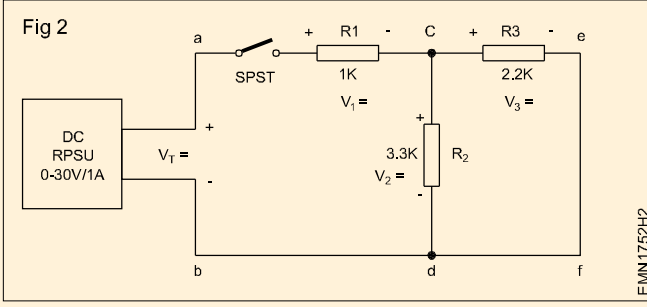 Fig 2
a
SPST
+ R1 -
1K
V1 =
C
+ R3 -
2.2K
V3 =
e
DC
RPSU
0-30V/1A
+
VT =
-
+
3.3K
R2
V2 =
-
b
d
f
EMN1752H2